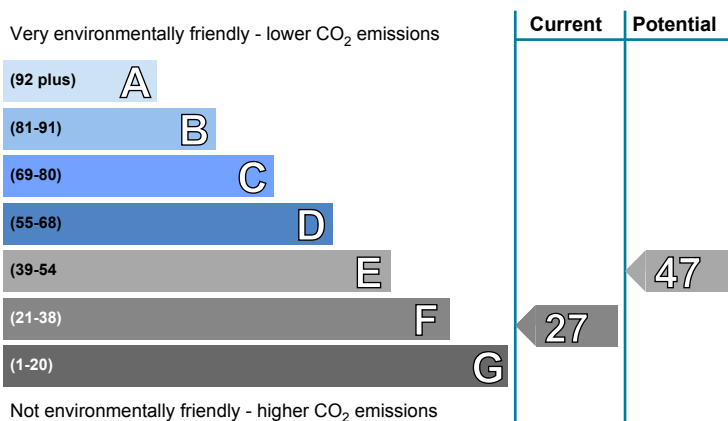 Current Potential
Very environmentally friendly - lower CO₂ emissions
(92 plus) A
(81-91) B
(69-80) C
(55-68) D
(39-54 E
47
(21-38) F
27
(1-20) G
Not environmentally friendly - higher CO₂ emissions